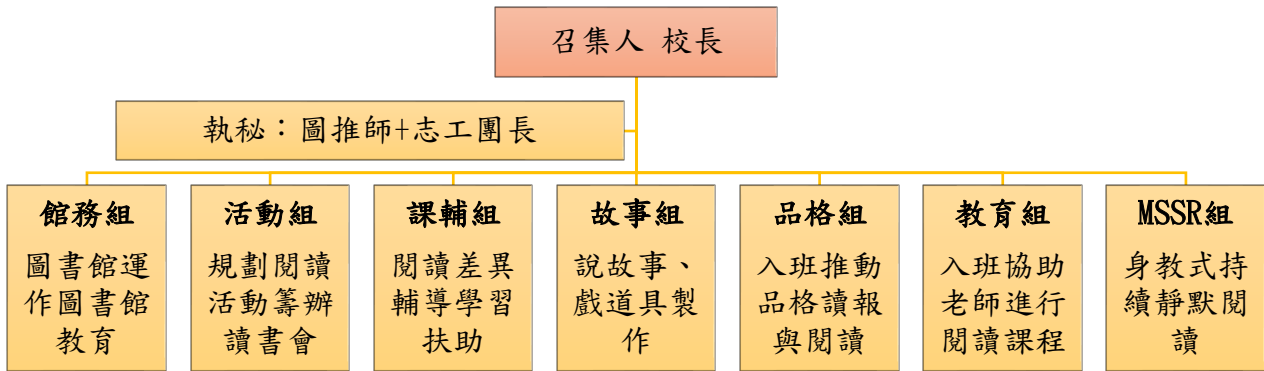 召集人 校長
執秘：圖推師+志工團長
館務組
圖書館運
作圖書館
教育
活動組
規劃閱讀
活動籌辦
讀書會
課輔組
閱讀差異
輔導學習
扶助
故事組
說故事、
戲道具製
作
品格組
入班推動
品格讀報
與閱讀
教育組
入班協助
老師進行
閱讀課程
MSSR組
身教式持
續靜默閱
讀